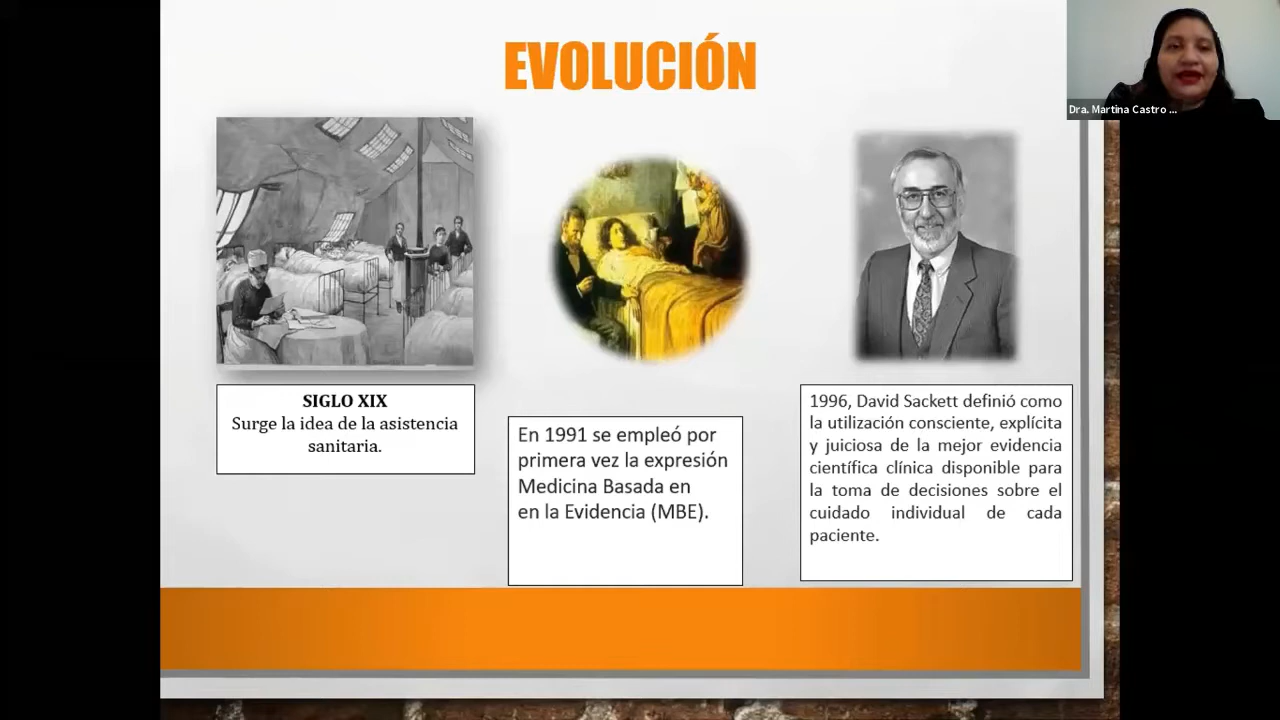 EVOLUCIÓN
Dra. Martina Castro ...
SIGLO XIX
Surge la idea de la asistencia
sanitaria.
En 1991 se empleó por
primera vez la expresión
Medicina Basada en
en la Evidencia (MBE).
1996, David Sackett definió como
la utilización consciente, explícita
y juiciosa de la mejor evidencia
científica clínica disponible para
la toma de decisiones sobre el
cuidado individual de cada
paciente.